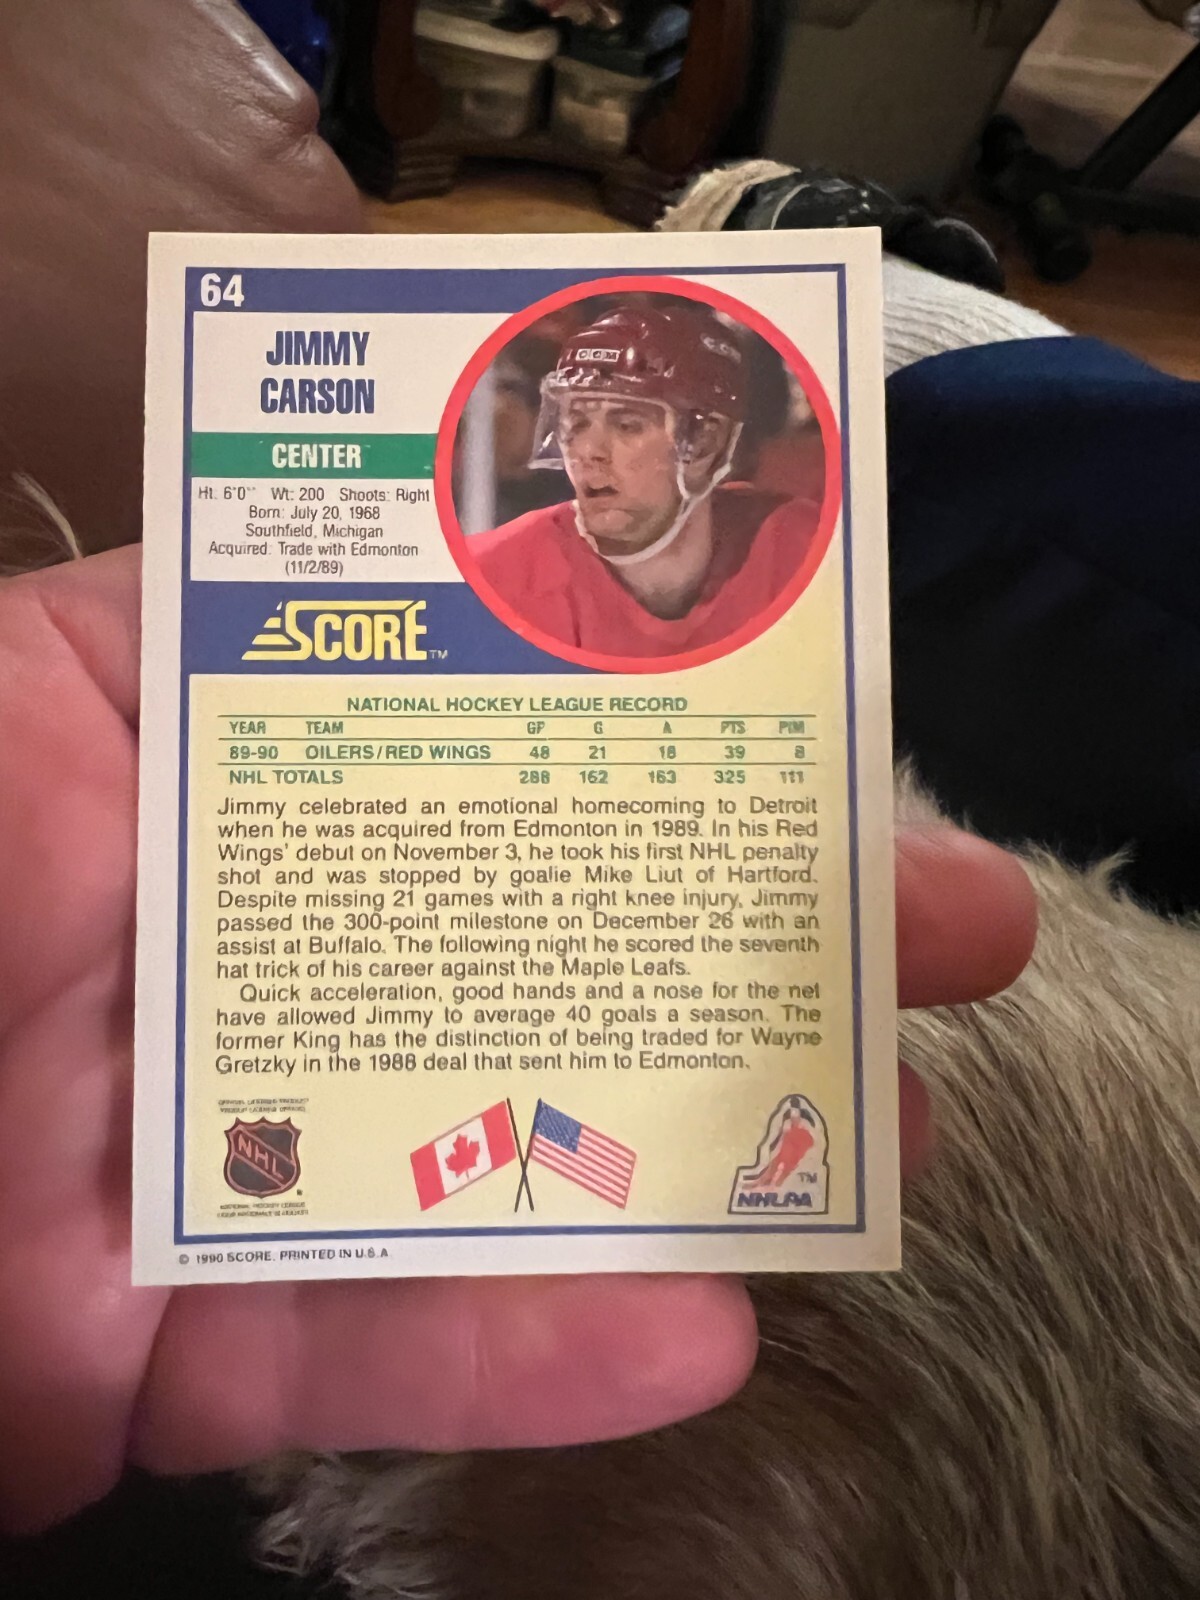 64
JIMMY
CARSON
CENTER
Ht: 6'0" Wt: 200 Shoots: Right
Born: July 20, 1968
Southfield, Michigan
Acquired: Trade with Edmonton
(11/2/89)
CCM
SCORE TM
NATIONAL HOCKEY LEAGUE RECORD
YEAR TEAM GP G A PTS PIM
89-90 OILERS/RED WINGS 48 21 18 39 8
NHL TOTALS 288 162 163 325 111
Jimmy celebrated an emotional homecoming to Detroit
when he was acquired from Edmonton in 1989. In his Red
Wings' debut on November 3, he took his first NHL penalty
shot and was stopped by goalie Mike Liut of Hartford.
Despite missing 21 games with a right knee injury, Jimmy
passed the 300-point milestone on December 26 with an
assist at Buffalo. The following night he scored the seventh
hat trick of his career against the Maple Leafs.
Quick acceleration, good hands and a nose for the net
have allowed Jimmy to average 40 goals a season. The
former King has the distinction of being traded for Wayne
Gretzky in the 1988 deal that sent him to Edmonton.
NHL
TM
NHLPA
© 1990 SCORE. PRINTED IN U.S.A.